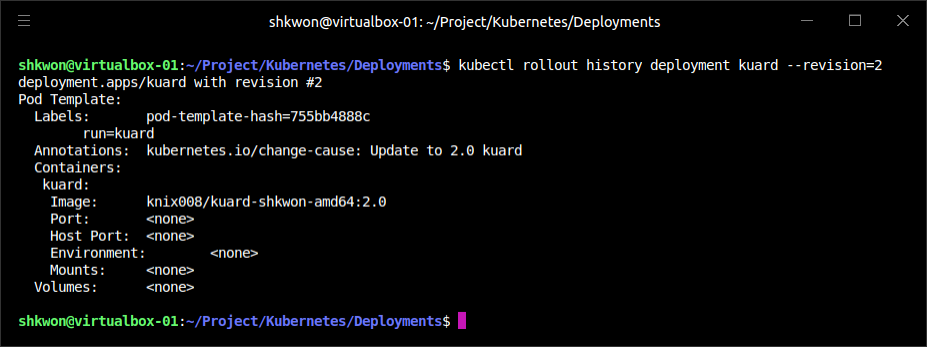 shkwon@virtualbox-01: ~/Project/Kubernetes/Deployments
shkwon@virtualbox-01:~/Project/Kubernetes/Deployments$ kubectl rollout history deployment kuard --revision=2
deployment.apps/kuard with revision #2
Pod Template:
  Labels:       pod-template-hash=755bb4888c
        run=kuard
  Annotations:  kubernetes.io/change-cause: Update to 2.0 kuard
  Containers:
   kuard:
    Image:      knix008/kuard-shkwon-amd64:2.0
    Port:       <none>
    Host Port:  <none>
    Environment:        <none>
    Mounts:     <none>
  Volumes:      <none>
shkwon@virtualbox-01:~/Project/Kubernetes/Deployments$